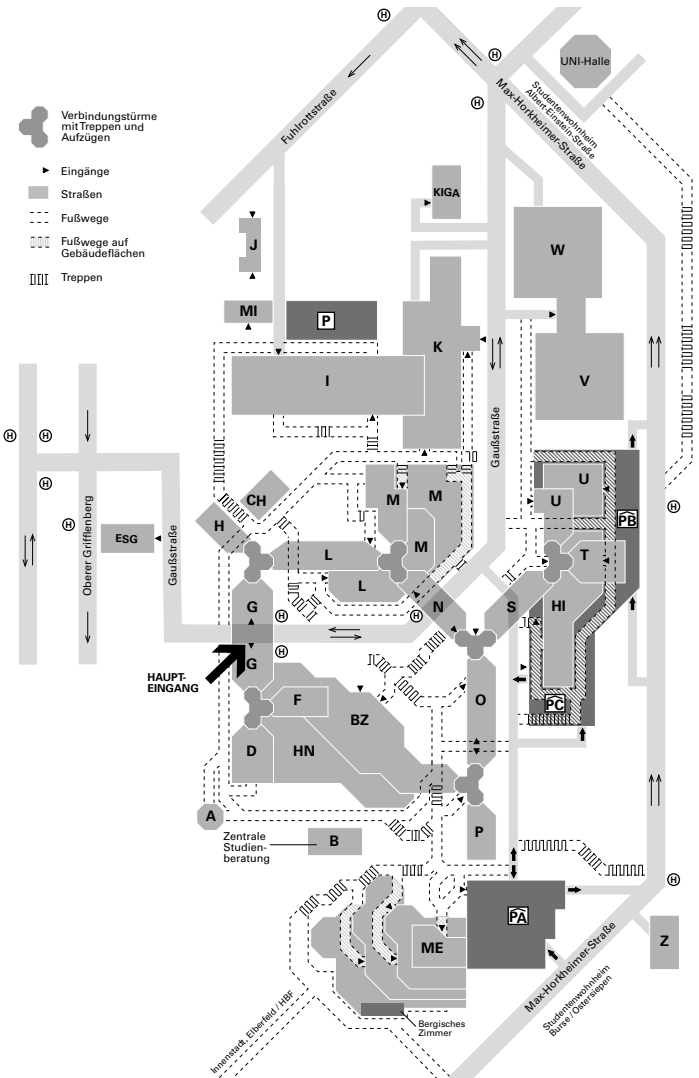 H
H
H
UNI-Halle
Verbindungstürme
mit Treppen und
Aufzügen
Eingänge
Straßen
Fußwege
Fußwege auf
Gebäudeflächen
Treppen
Fuhlrottstraße
Max-Horkheimer-Straße
Studentenwohnheim
Albert-Einstein-Straße
KIGA
J
W
MI
P
K
I
V
Gaußstraße
H
H
H
H
Oberer Grifflenberg
ESG
Gaußstraße
CH
H
M
M
M
U
U
PB
H
L
L
T
G
N
S
HI
H
H
H
G
HAUPT-
EINGANG
F
BZ
O
PC
D
HN
A
Zentrale
Studien-
beratung
B
P
H
PA
ME
Z
Max-Horkheimer-Straße
Studentenwohnheim
Burse / Ostersiepen
Bergisches
Zimmer
Innenstadt, Elberfeld / HBF